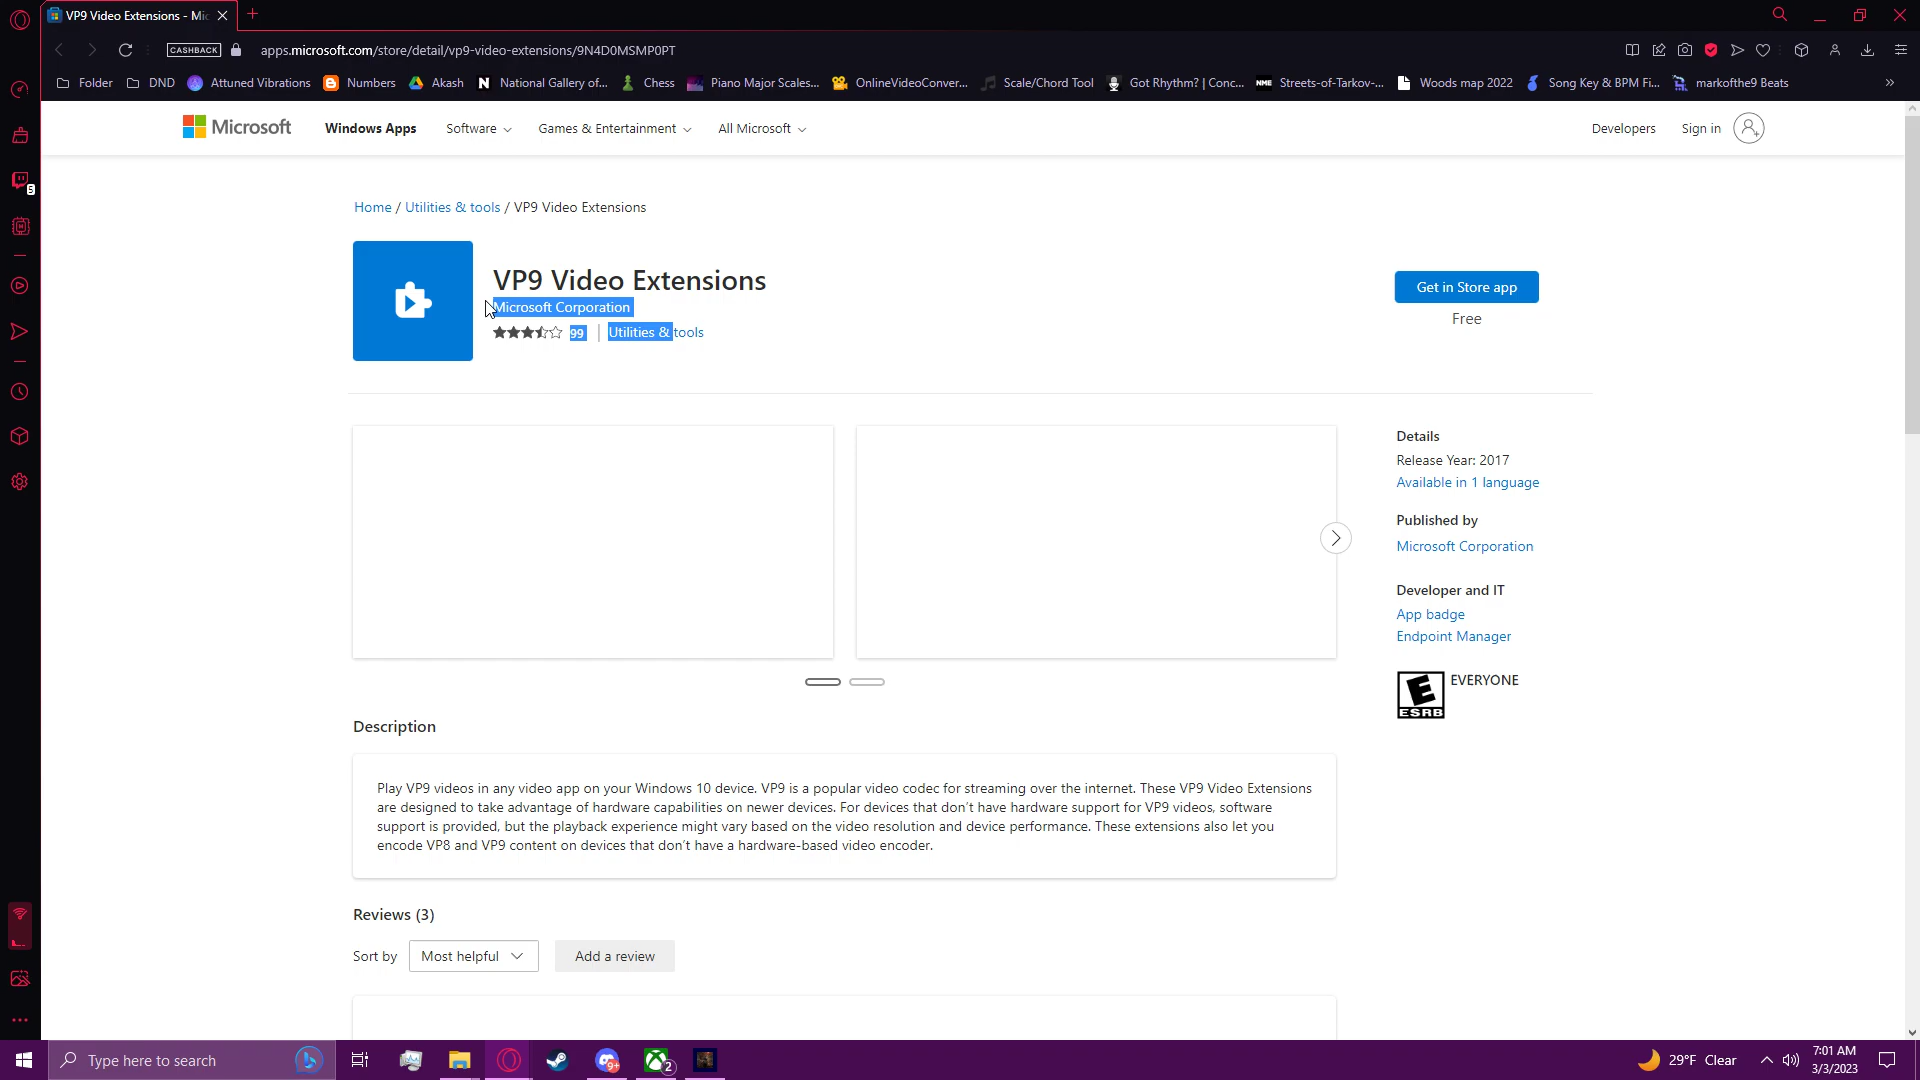 VP9 Video Extensions - Mic
CASHBACK
apps.microsoft.com/store/detail/vp9-video-extensions/9N4D0MSMP0PT
Folder
DND
Attuned Vibrations
Numbers
Akash
National Gallery of...
Chess
Piano Major Scales...
OnlineVideoConver...
Scale/Chord Tool
Got Rhythm? | Conc...
NME
Streets-of-Tarkov-...
Woods map 2022
Song Key & BPM Fi...
markofthe9 Beats
5
Microsoft
Windows Apps
Software
Games & Entertainment
All Microsoft
Developers
Sign in
Home / Utilities & tools / VP9 Video Extensions
VP9 Video Extensions
Microsoft Corporation
99
Utilities & tools
Get in Store app
Free
Details
Release Year: 2017
Available in 1 language
Published by
Microsoft Corporation
Developer and IT
App badge
Endpoint Manager
E
ESRB
EVERYONE
Description
Play VP9 videos in any video app on your Windows 10 device. VP9 is a popular video codec for streaming over the internet. These VP9 Video Extensions
are designed to take advantage of hardware capabilities on newer devices. For devices that don't have hardware support for VP9 videos, software
support is provided, but the playback experience might vary based on the video resolution and device performance. These extensions also let you
encode VP8 and VP9 content on devices that don't have a hardware-based video encoder.
Reviews (3)
Sort by
Most helpful
Add a review
Type here to search
9+
2
29°F Clear
7:01 AM
3/3/2023